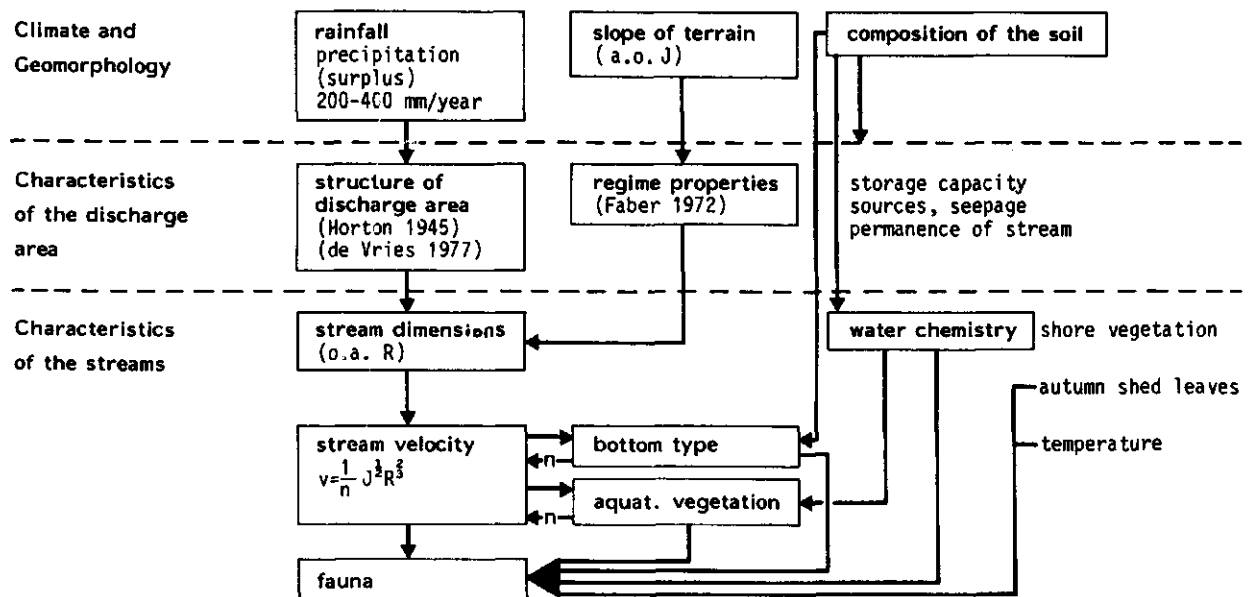 Climate and
Geomorphology
rainfall
precipitation
(surplus)
200-400 mm/year
slope of terrain
(a.o. J)
composition of the soil
Characteristics
of the discharge
area
structure of
discharge area
(Horton 1945)
(de Vries 1977)
regime properties
(Faber 1972)
storage capacity
sources, seepage
permanence of stream
Characteristics
of the streams
stream dimensions
(o.a. R)
water chemistry
shore vegetation
autumn shed leaves
temperature
stream velocity
v=1/n J^1/2 R^2/3
bottom type
n
aquat. vegetation
n
fauna